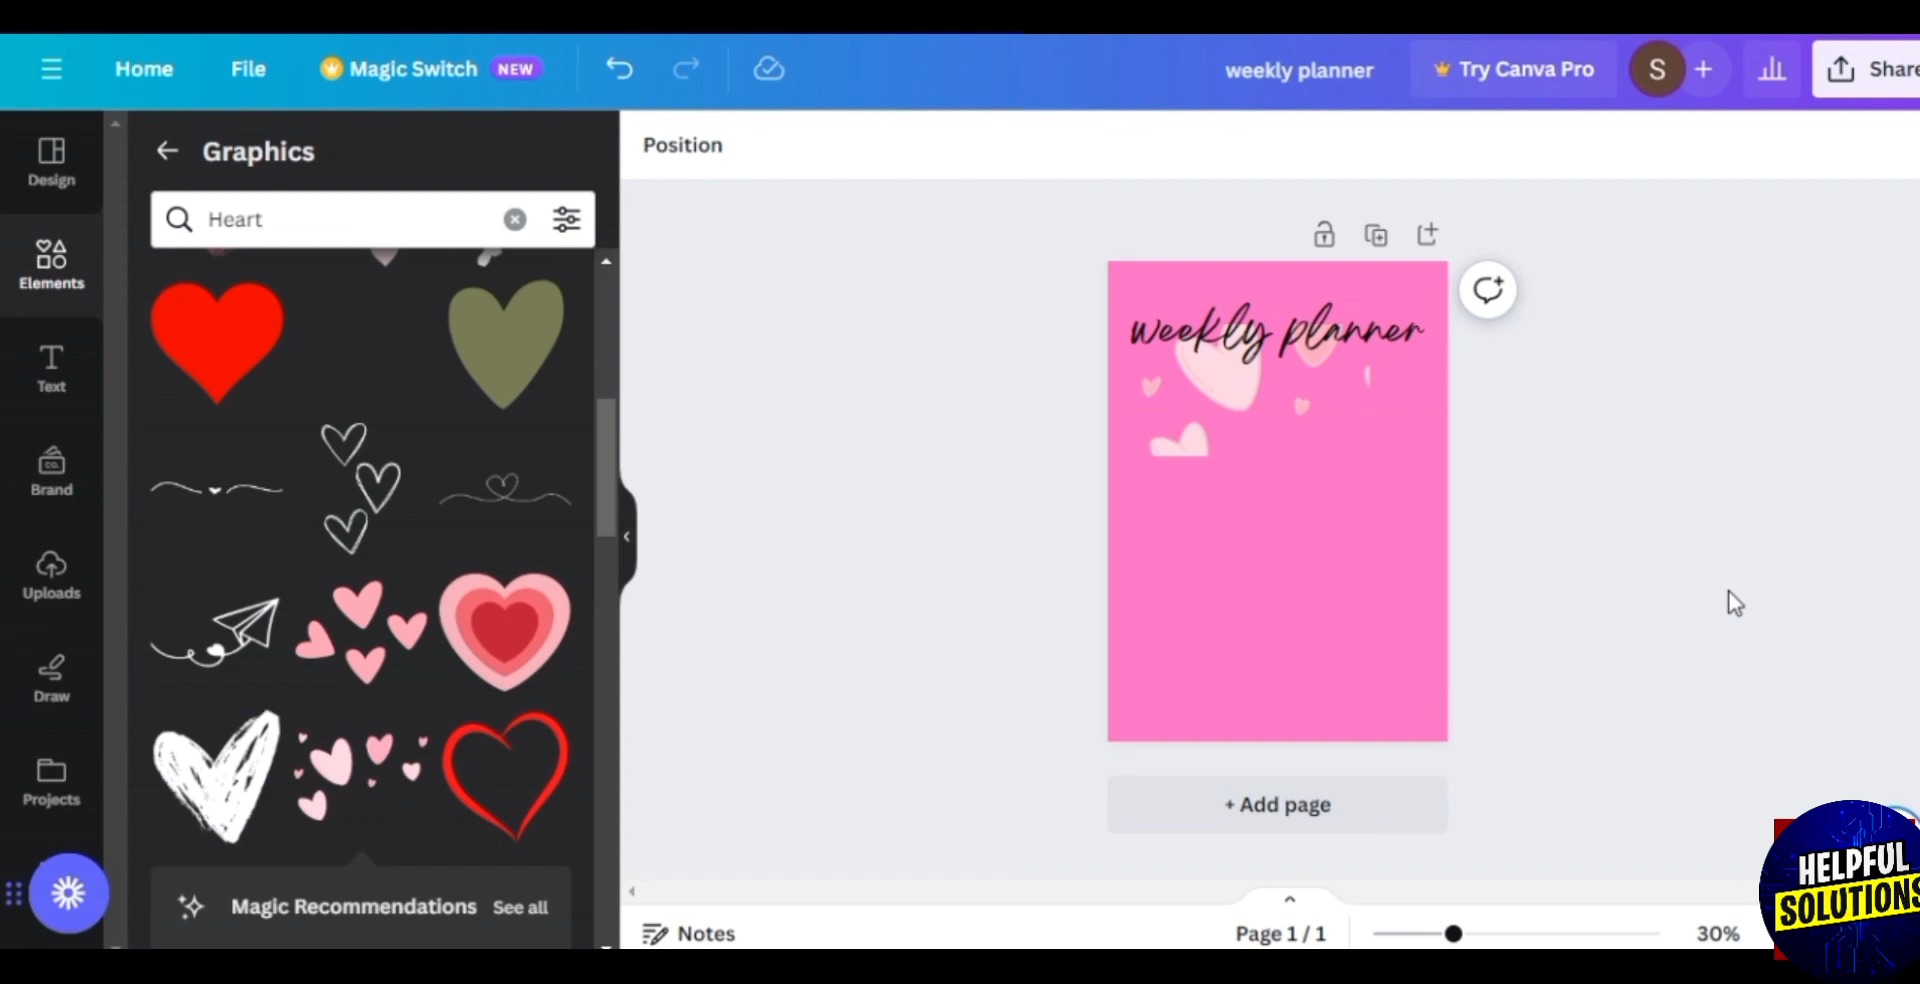 Home File Magic Switch NEW weekly planner Try Canva Pro S + Share
Design
Elements
Text
Brand
CO.
Uploads
Draw
Projects
Graphics
Heart
Magic Recommendations See all
Position
weekly planner
+ Add page
Notes Page 1 / 1 30%
HELPFUL
SOLUTIONS